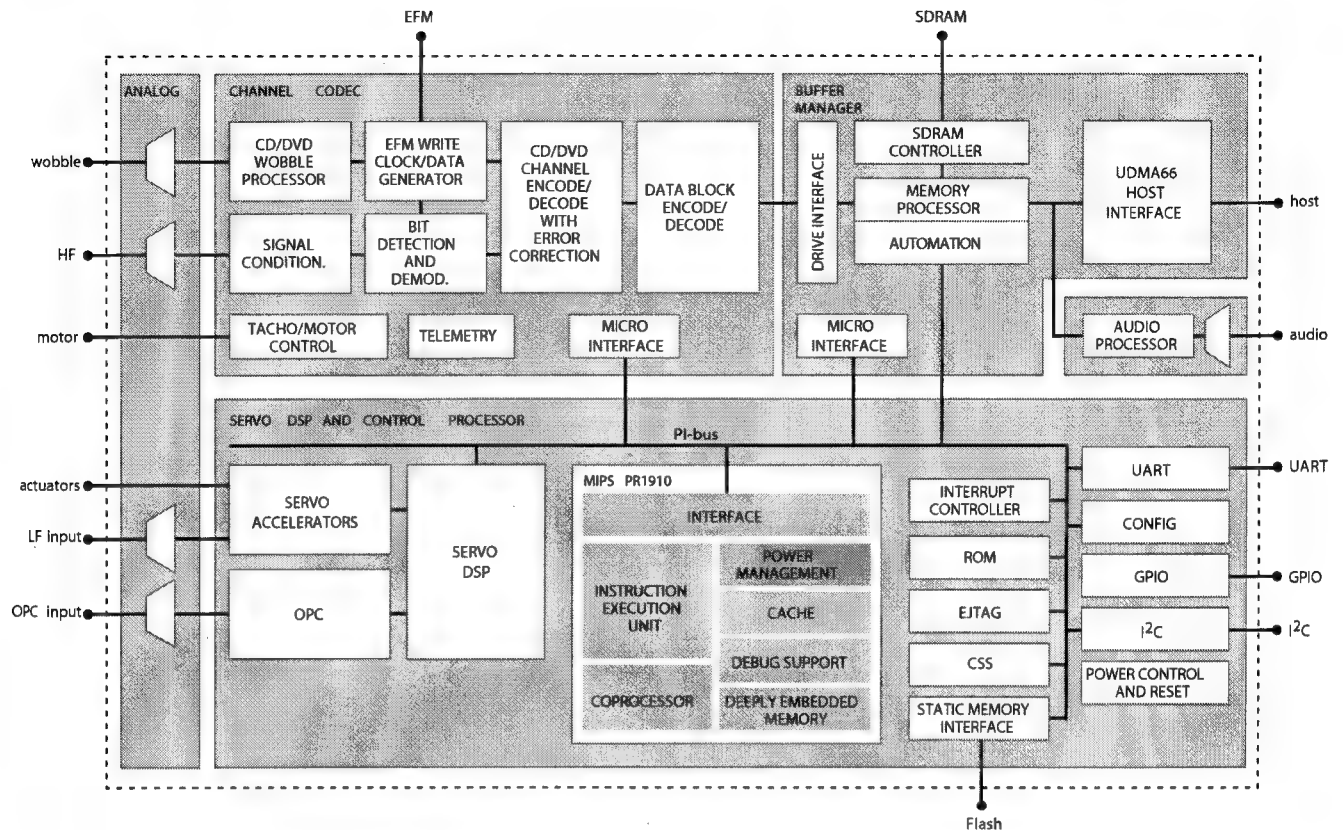 EFM
SDRAM
ANALOG
CHANNEL CODEC
BUFFER
MANAGER
wobble
CD/DVD
WOBBLE
PROCESSOR
EFM WRITE
CLOCK/DATA
GENERATOR
CD/DVD
CHANNEL
ENCODE/
DECODE
WITH
ERROR
CORRECTION
DATA BLOCK
ENCODE/
DECODE
DRIVE INTERFACE
SDRAM
CONTROLLER
MEMORY
PROCESSOR
AUTOMATION
UDMA66
HOST
INTERFACE
host
HF
SIGNAL
CONDITION.
BIT
DETECTION
AND
DEMOD.
motor
TACHO/MOTOR
CONTROL
TELEMETRY
MICRO
INTERFACE
MICRO
INTERFACE
AUDIO
PROCESSOR
audio
SERVO DSP AND CONTROL PROCESSOR
PI-bus
actuators
LF input
OPC input
SERVO
ACCELERATORS
OPC
SERVO
DSP
MIPS PR1910
INTERFACE
INSTRUCTION
EXECUTION
UNIT
COPROCESSOR
POWER
MANAGEMENT
CACHE
DEBUG SUPPORT
DEEPLY EMBEDDED
MEMORY
INTERRUPT
CONTROLLER
ROM
EJTAG
CSS
STATIC MEMORY
INTERFACE
UART
CONFIG
GPIO
I²C
POWER CONTROL
AND RESET
UART
GPIO
I²C
Flash